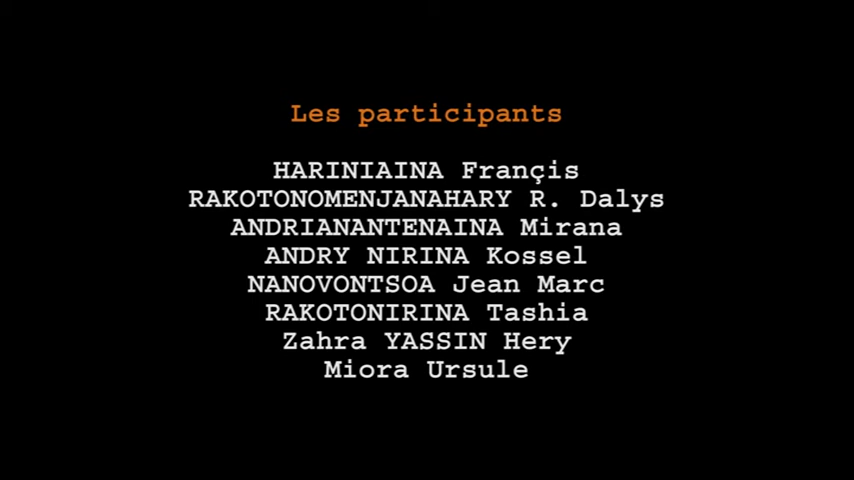 Les participants
HARINIAINA Françis
RAKOTONOMENJANAHARY R. Dalys
ANDRIANANTENAINA Mirana
ANDRY NIRINA Kossel
NANOVONTSOA Jean Marc
RAKOTONIRINA Tashia
Zahra YASSIN Hery
Miora Ursule